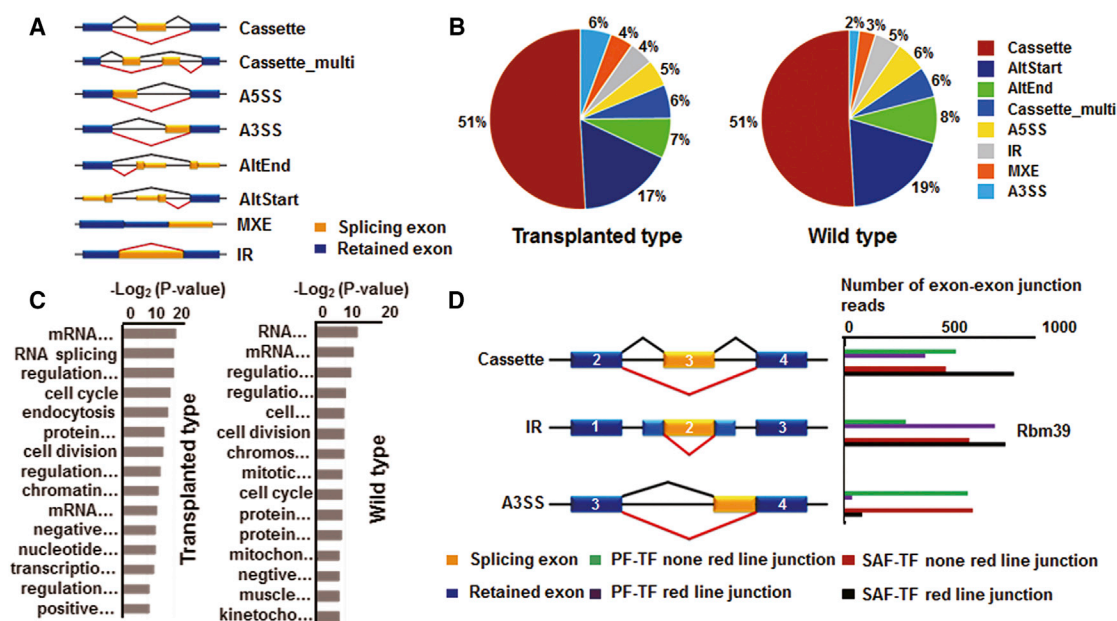 A
Cassette
Cassette_multi
A5SS
A3SS
AltEnd
AltStart
MXE
IR
Splicing exon
Retained exon
B
6%
4%
4%
5%
6%
7%
17%
51%
Transplanted type
2%
3%
5%
6%
6%
8%
19%
51%
Wild type
Cassette
AltStart
AltEnd
Cassette_multi
A5SS
IR
MXE
A3SS
C
-Log2 (P-value)
0 10 20
mRNA...
RNA splicing
regulation...
cell cycle
endocytosis
protein...
cell division
regulation...
chromatin...
mRNA...
negative...
nucleotide...
transcriptio...
regulation...
positive...
Transplanted type
-Log2 (P-value)
0 10 20
RNA...
mRNA...
regulatio...
regulatio...
cell...
cell division
chromos...
mitotic...
cell cycle
protein...
protein...
mitochon...
negtive...
muscle...
kinetocho...
Wild type
D
Cassette
2 3 4
IR
1 2 3
A3SS
3 4
Number of exon-exon junction
reads
0 500 1000
Rbm39
Splicing exon
PF-TF none red line junction
SAF-TF none red line junction
Retained exon
PF-TF red line junction
SAF-TF red line junction